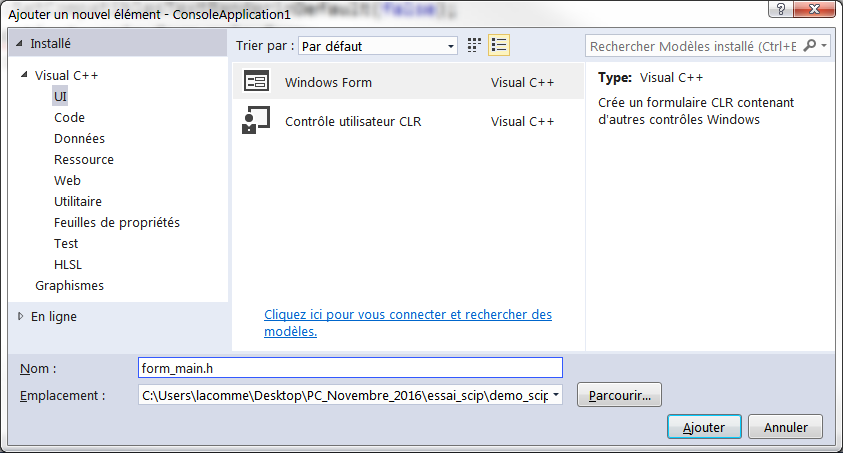 Ajouter un nouvel élément - ConsoleApplication1
Installé
Trier par : Par défaut
Rechercher Modèles installé (Ctrl+E
Visual C++
UI
Code
Données
Ressource
Web
Utilitaire
Feuilles de propriétés
Test
HLSL
Graphismes
En ligne
Windows Form Visual C++
Contrôle utilisateur CLR Visual C++
Cliquez ici pour vous connecter et rechercher des
modèles.
Type: Visual C++
Crée un formulaire CLR contenant
d'autres contrôles Windows
Nom : form_main.h
Emplacement : C:\Users\lacomme\Desktop\PC_Novembre_2016\essai_scip\demo_scip
Parcourir...
Ajouter Annuler